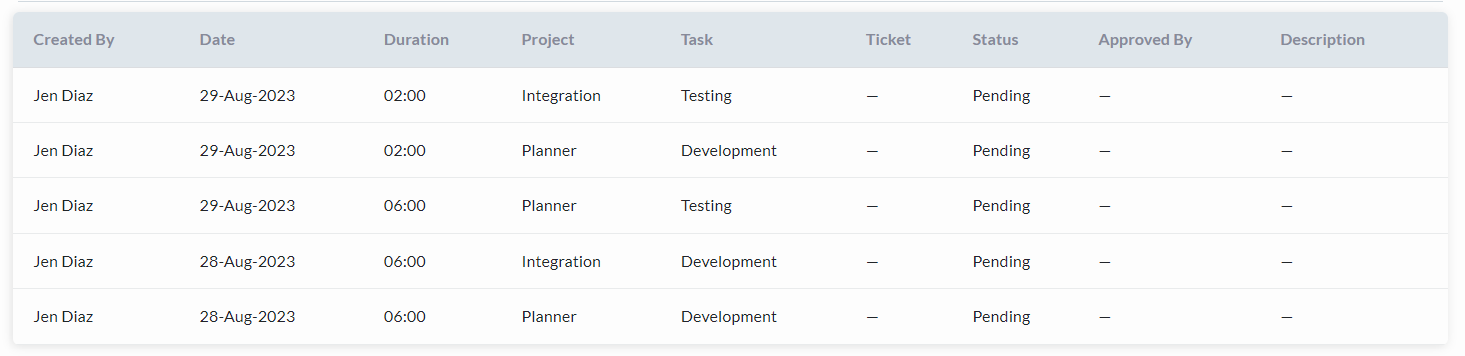 Created By Date Duration Project Task Ticket Status Approved By Description
Jen Diaz 29-Aug-2023 02:00 Integration Testing — Pending — —
Jen Diaz 29-Aug-2023 02:00 Planner Development — Pending — —
Jen Diaz 29-Aug-2023 06:00 Planner Testing — Pending — —
Jen Diaz 28-Aug-2023 06:00 Integration Development — Pending — —
Jen Diaz 28-Aug-2023 06:00 Planner Development — Pending — —